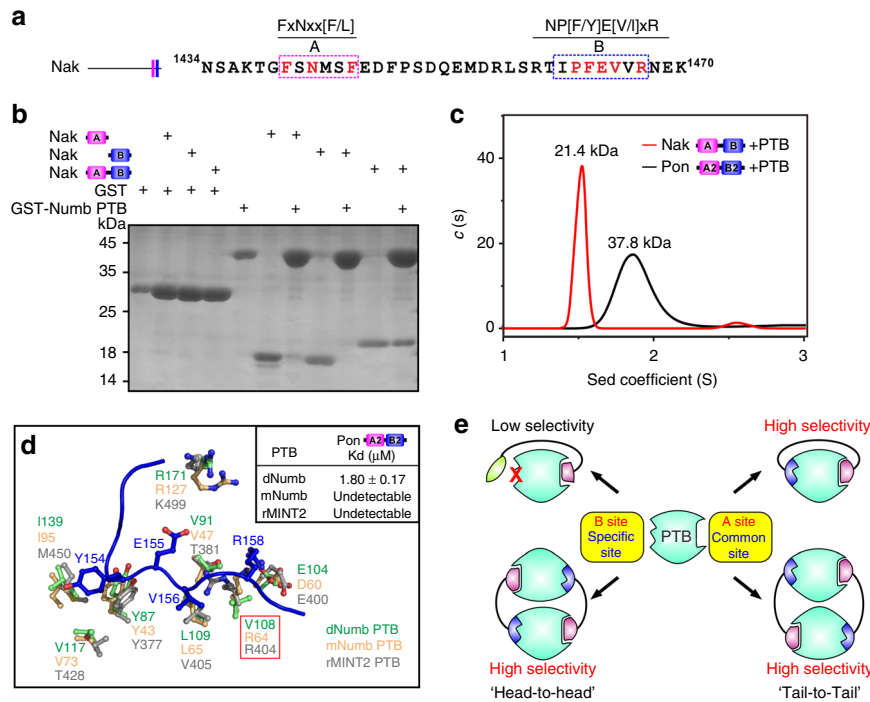 a
FxNxx[F/L]
NP[F/Y]E[V/I]xR
A
B
Nak
1434 NSAKTGFSNMSFEDFPSDQEMDRLSRTIPFEVVRNEK 1470
b
Nak A + + +
Nak B + + +
Nak A B + + +
GST + + + +
GST-Numb PTB + + + +
kDa
45
35
25
18
14
c
c(s)
40
20
0
1
2
3
Sed coefficient (S)
21.4 kDa
37.8 kDa
Nak A B +PTB
Pon A2 B2 +PTB
d
Pon A2 B2
PTB Kd (µM)
dNumb 1.80 ± 0.17
mNumb Undetectable
rMINT2 Undetectable
R171
R127
K499
I139
I95
M450
Y154
E155
V91
V47
T381
R158
E104
D60
E400
V156
Y87
Y43
Y377
V117
V73
T428
L109
L65
V405
V108
R64
R404
dNumb PTB
mNumb PTB
rMINT2 PTB
e
Low selectivity
High selectivity
X
B site
Specific
site
PTB
A site
Common
site
High selectivity
'Head-to-head'
High selectivity
'Tail-to-Tail'